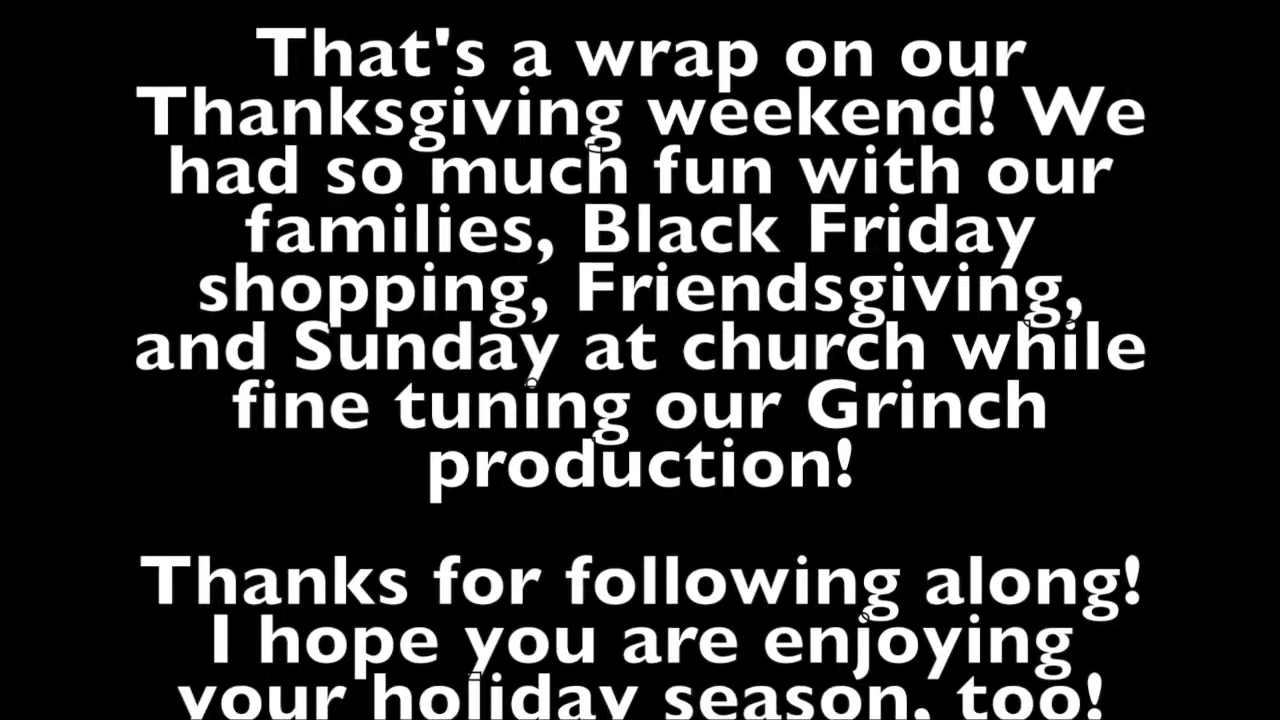 That's a wrap on our
Thanksgiving weekend! We
had so much fun with our
families, Black Friday
shopping, Friendsgiving,
and Sunday at church while
fine tuning our Grinch
production!
Thanks for following along!
I hope you are enjoying
your holiday season, too!